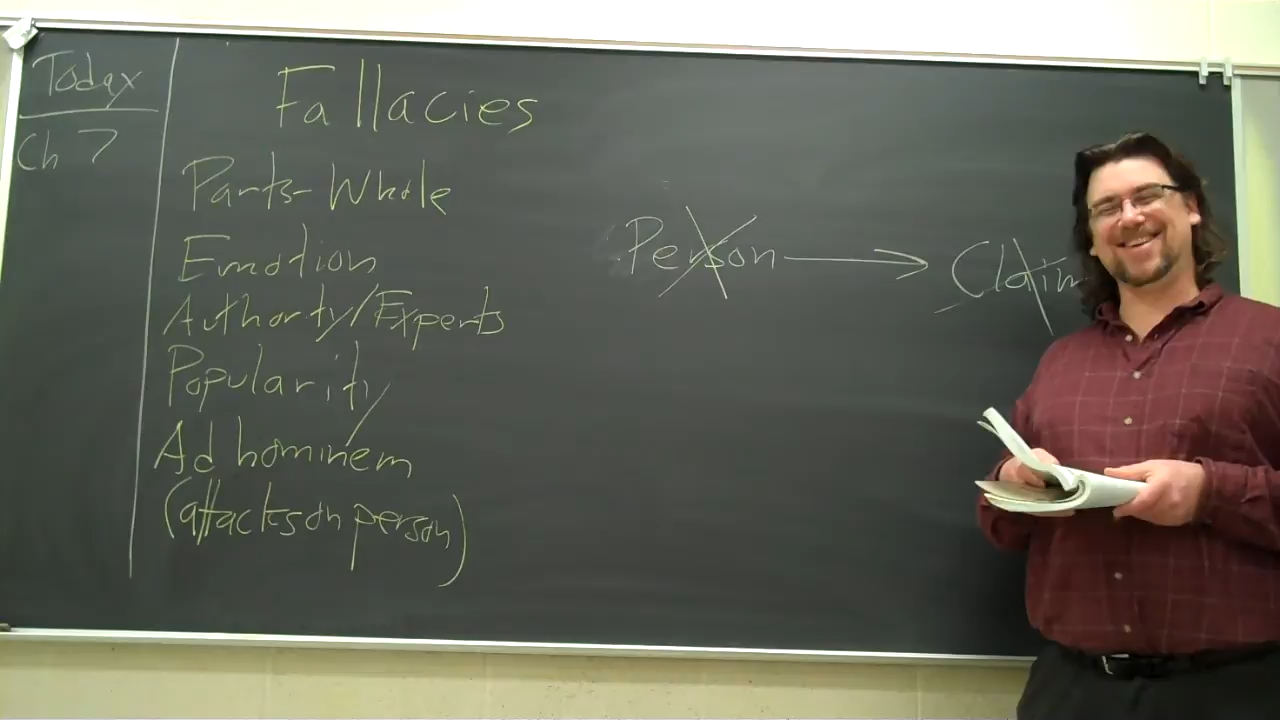 Today
Ch 7
Fallacies
Parts-Whole
Emotion
Authority/Experts
Popularity
Ad hominem
(attacks on person)
Person → Claim